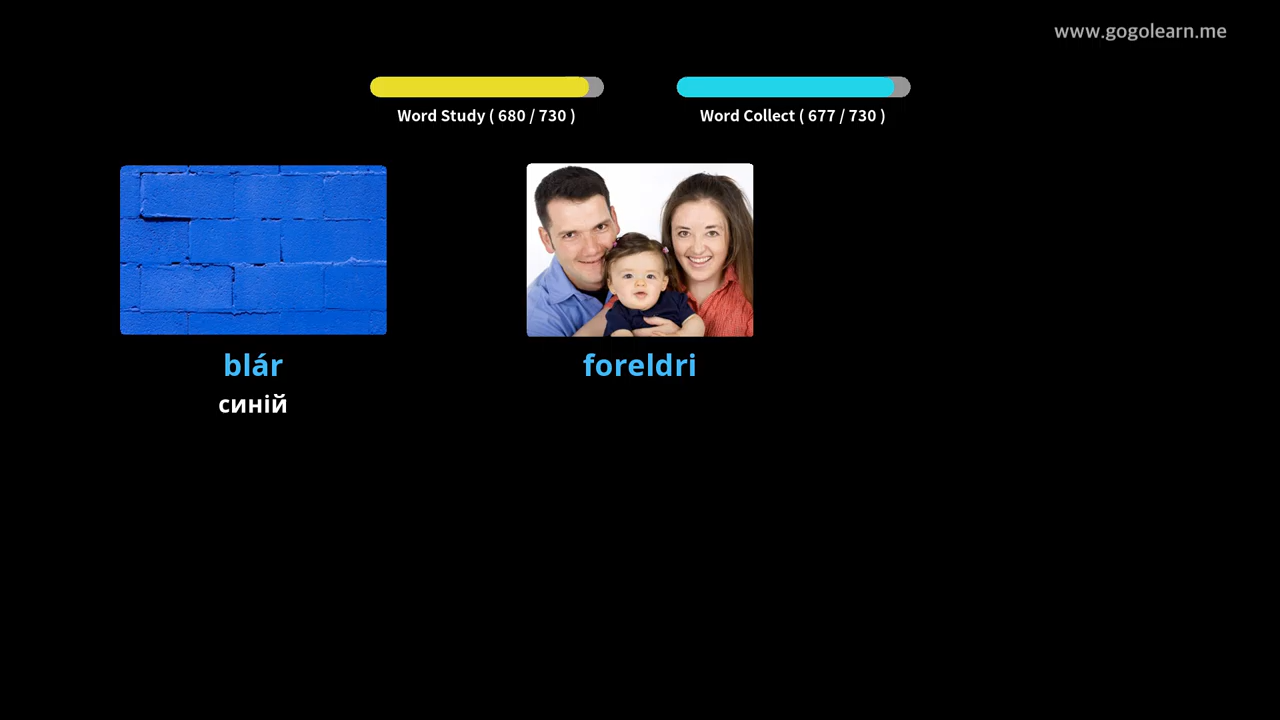 www.gogolearn.me
Word Study ( 680 / 730 )
Word Collect ( 677 / 730 )
blár
foreldri
синій